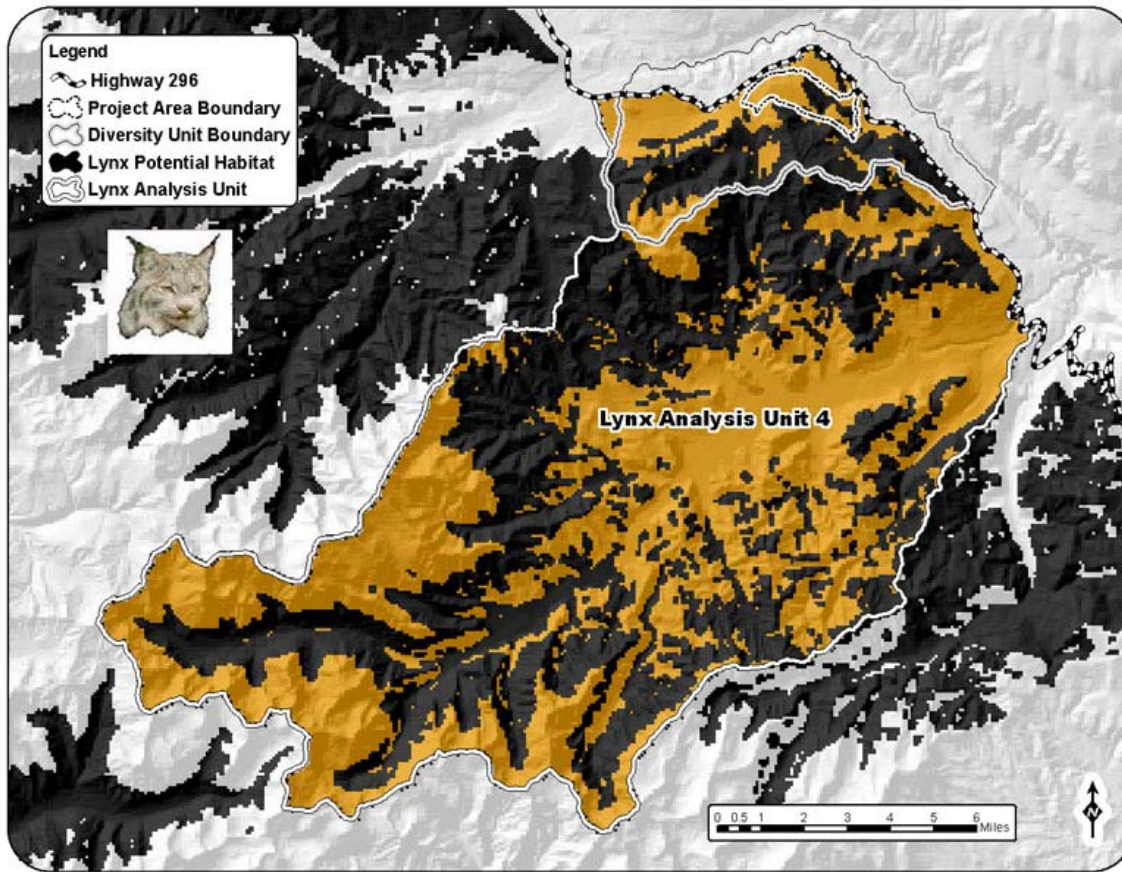 Legend
Highway 296
Project Area Boundary
Diversity Unit Boundary
Lynx Potential Habitat
Lynx Analysis Unit
Lynx Analysis Unit 4
0 0.5 1 2 3 4 5 6
Miles
N